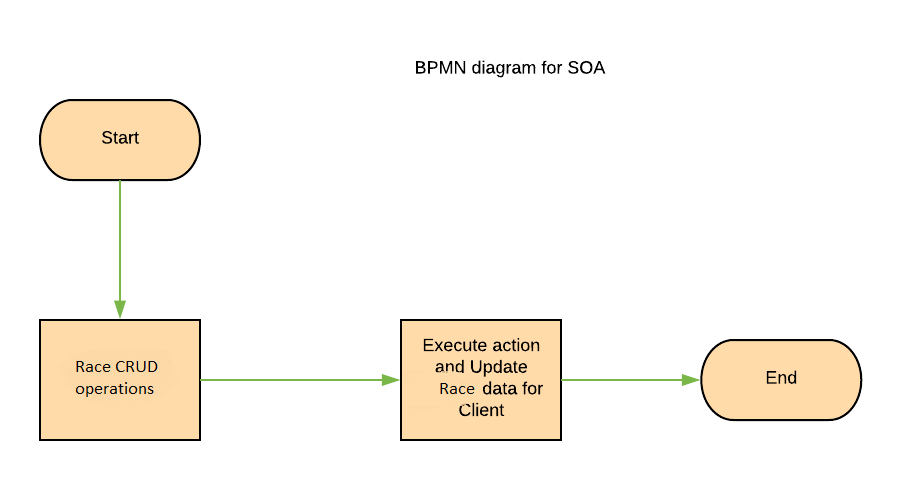 BPMN diagram for SOA
Start
Race CRUD
operations
Execute action
and Update
Race data for
Client
End